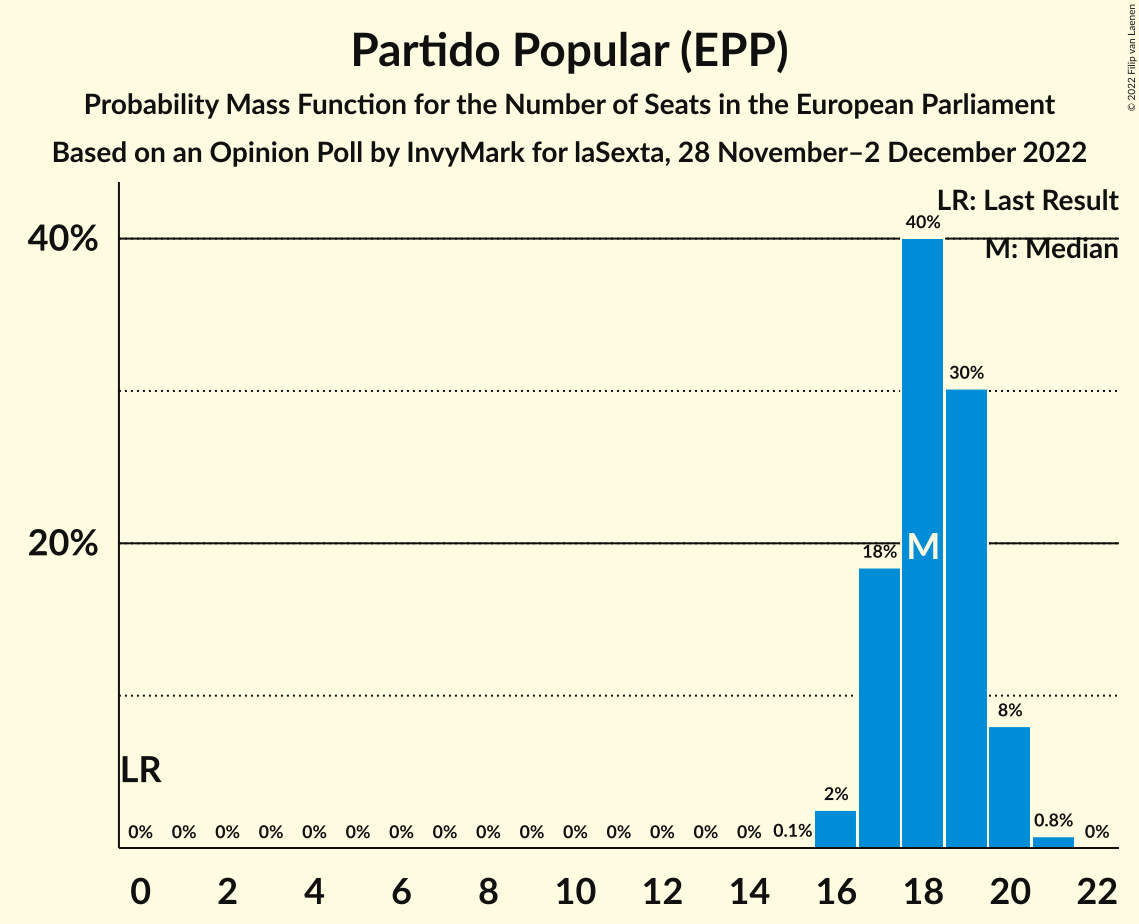 Partido Popular (EPP)
Probability Mass Function for the Number of Seats in the European Parliament
Based on an Opinion Poll by InvyMark for laSexta, 28 November–2 December 2022
© 2022 Filip van Laenen
LR: Last Result
M: Median
40%
20%
40%
30%
18%
M
8%
LR
2%
0% 0% 0% 0% 0% 0% 0% 0% 0% 0% 0% 0% 0% 0% 0% 0.1% 0.8% 0%
0 2 4 6 8 10 12 14 16 18 20 22